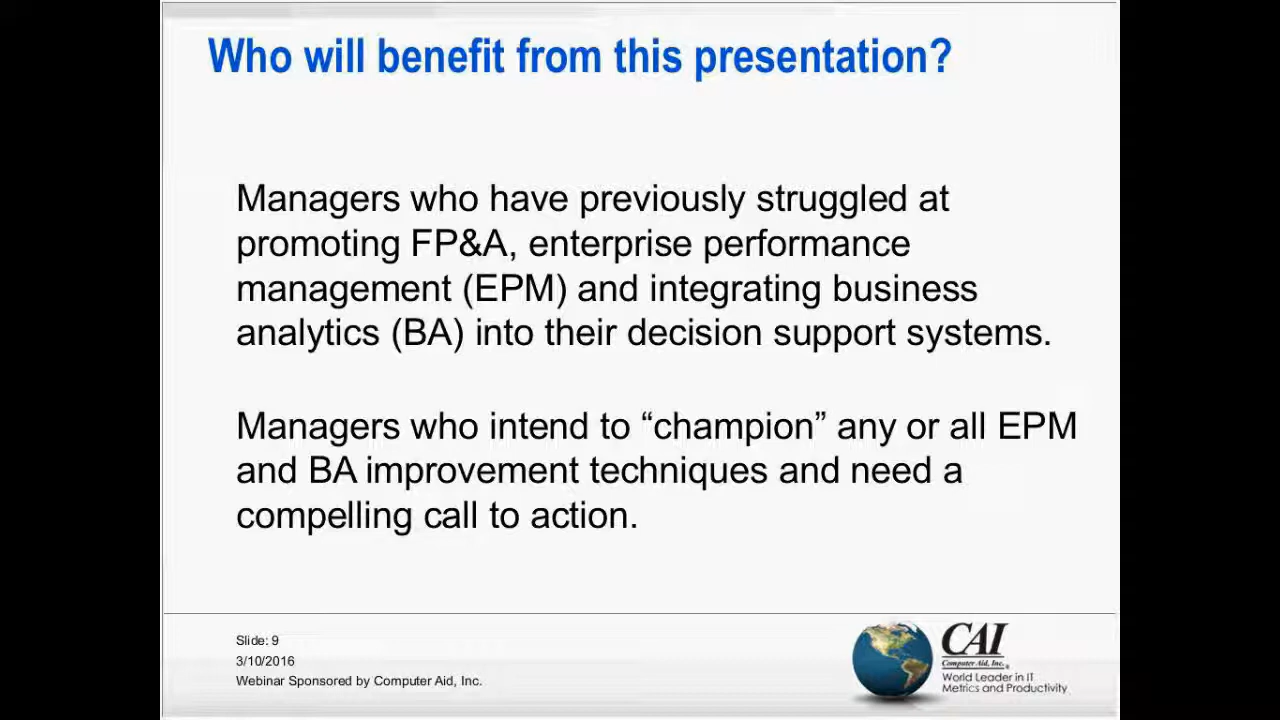 Who will benefit from this presentation?
Managers who have previously struggled at
promoting FP&A, enterprise performance
management (EPM) and integrating business
analytics (BA) into their decision support systems.
Managers who intend to “champion” any or all EPM
and BA improvement techniques and need a
compelling call to action.
Slide: 9
3/10/2016
Webinar Sponsored by Computer Aid, Inc.
CAI
Computer Aid, Inc.
World Leader in IT
Metrics and Productivity